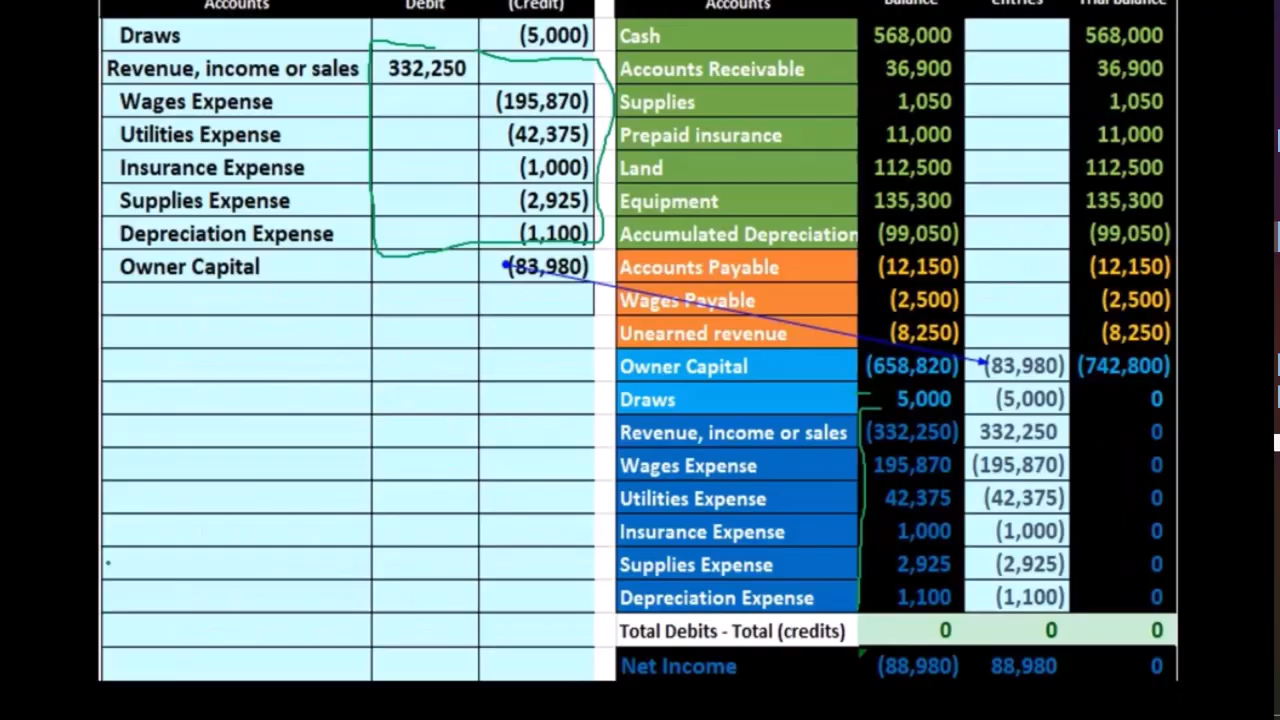 Accounts Debit (Credit)
Draws (5,000)
Revenue, income or sales 332,250
Wages Expense (195,870)
Utilities Expense (42,375)
Insurance Expense (1,000)
Supplies Expense (2,925)
Depreciation Expense (1,100)
Owner Capital (83,980)
Accounts Balance Entries Trial Balance
Cash 568,000 568,000
Accounts Receivable 36,900 36,900
Supplies 1,050 1,050
Prepaid insurance 11,000 11,000
Land 112,500 112,500
Equipment 135,300 135,300
Accumulated Depreciation (99,050) (99,050)
Accounts Payable (12,150) (12,150)
Wages Payable (2,500) (2,500)
Unearned revenue (8,250) (8,250)
Owner Capital (658,820) (83,980) (742,800)
Draws 5,000 (5,000) 0
Revenue, income or sales (332,250) 332,250 0
Wages Expense 195,870 (195,870) 0
Utilities Expense 42,375 (42,375) 0
Insurance Expense 1,000 (1,000) 0
Supplies Expense 2,925 (2,925) 0
Depreciation Expense 1,100 (1,100) 0
Total Debits - Total (credits) 0 0 0
Net Income (88,980) 88,980 0